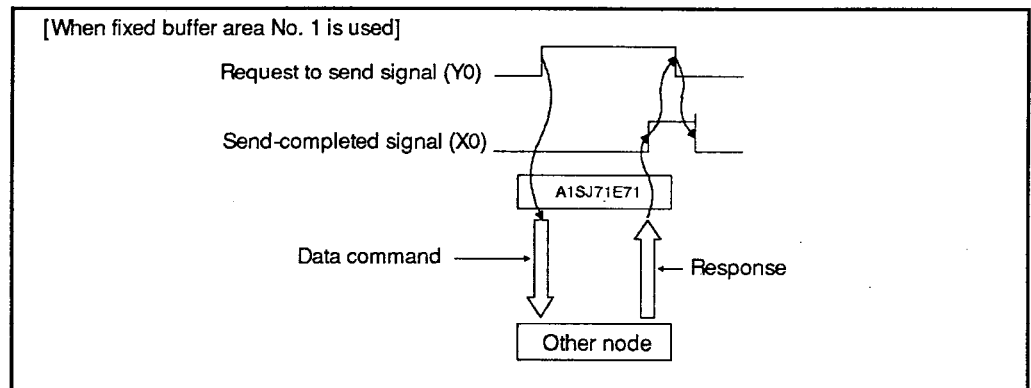 [When fixed buffer area No. 1 is used]
Request to send signal (Y0)
Send-completed signal (X0)
A1SJ71E71
Data command
Response
Other node